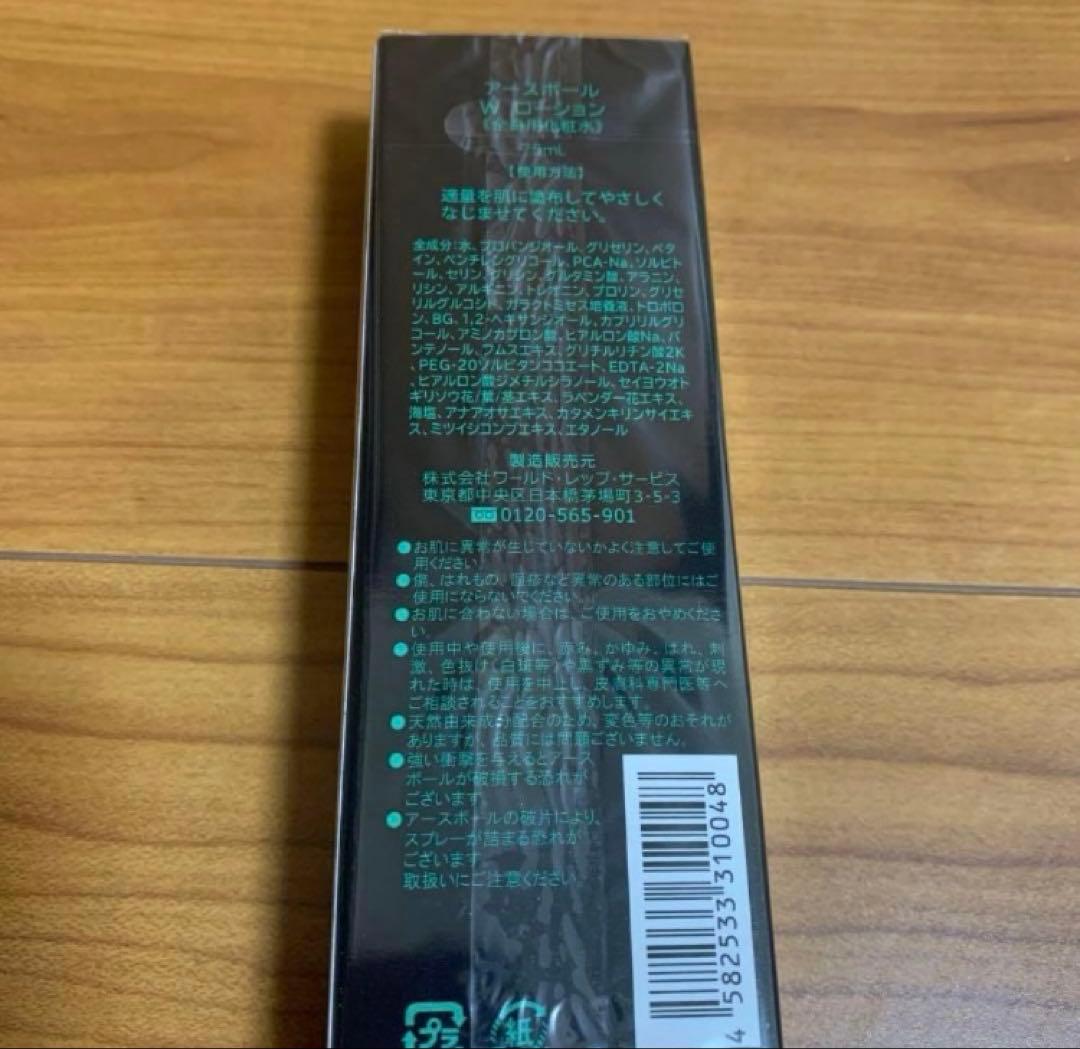 アースボール
W ローション
《全身用化粧水》
75mL
【使用方法】
適量を肌に塗布してやさしく
なじませてください。
全成分：水、プロパンジオール、グリセリン、ベタ
イン、ペンチレングリコール、PCA-Na、ソルビト
ール、セリン、グリシン、グルタミン酸、アラニン、
リシン、アルギニン、トレオニン、プロリン、グリセ
リルグルコシド、ガラクトミセス培養液、トロポロ
ン、BG、1,2-ヘキサンジオール、カプリリルグリ
コール、アミノカプロン酸、ヒアルロン酸Na、パ
ンテノール、フムスエキス、グリチルリチン酸2K
、PEG-20ソルビタンココエート、EDTA-2Na
、ヒアルロン酸ジメチルシラノール、セイヨウオト
ギリソウ花/葉/茎エキス、ラベンダー花エキス、
海塩、アナアオサエキス、カタメンキリンサイエキ
ス、ミツイシコンブエキス、エタノール
製造販売元
株式会社ワールド・レップ・サービス
東京都中央区日本橋茅場町3-5-3
0120-565-901
●お肌に異常が生じていないかよく注意してご使
用ください。
●傷、はれもの、湿疹など異常のある部位にはご
使用にならないでください。
●お肌に合わない場合は、ご使用をおやめくださ
い。
●使用中や使用後に、赤み、かゆみ、はれ、刺
激、色抜け(白斑等)や黒ずみ等の異常が現
れた時は、使用を中止し、皮膚科専門医等へ
ご相談されることをおすすめします。
●天然由来成分配合のため、変色等のおそれが
ありますが、品質には問題ございません。
●強い衝撃を与えるとアース
ボールが破損する恐れが
ございます。
●アースボールの破片により、
スプレーが詰まる恐れが
ございます。
取扱いにご注意ください。
4 582533 310048
プラ
紙